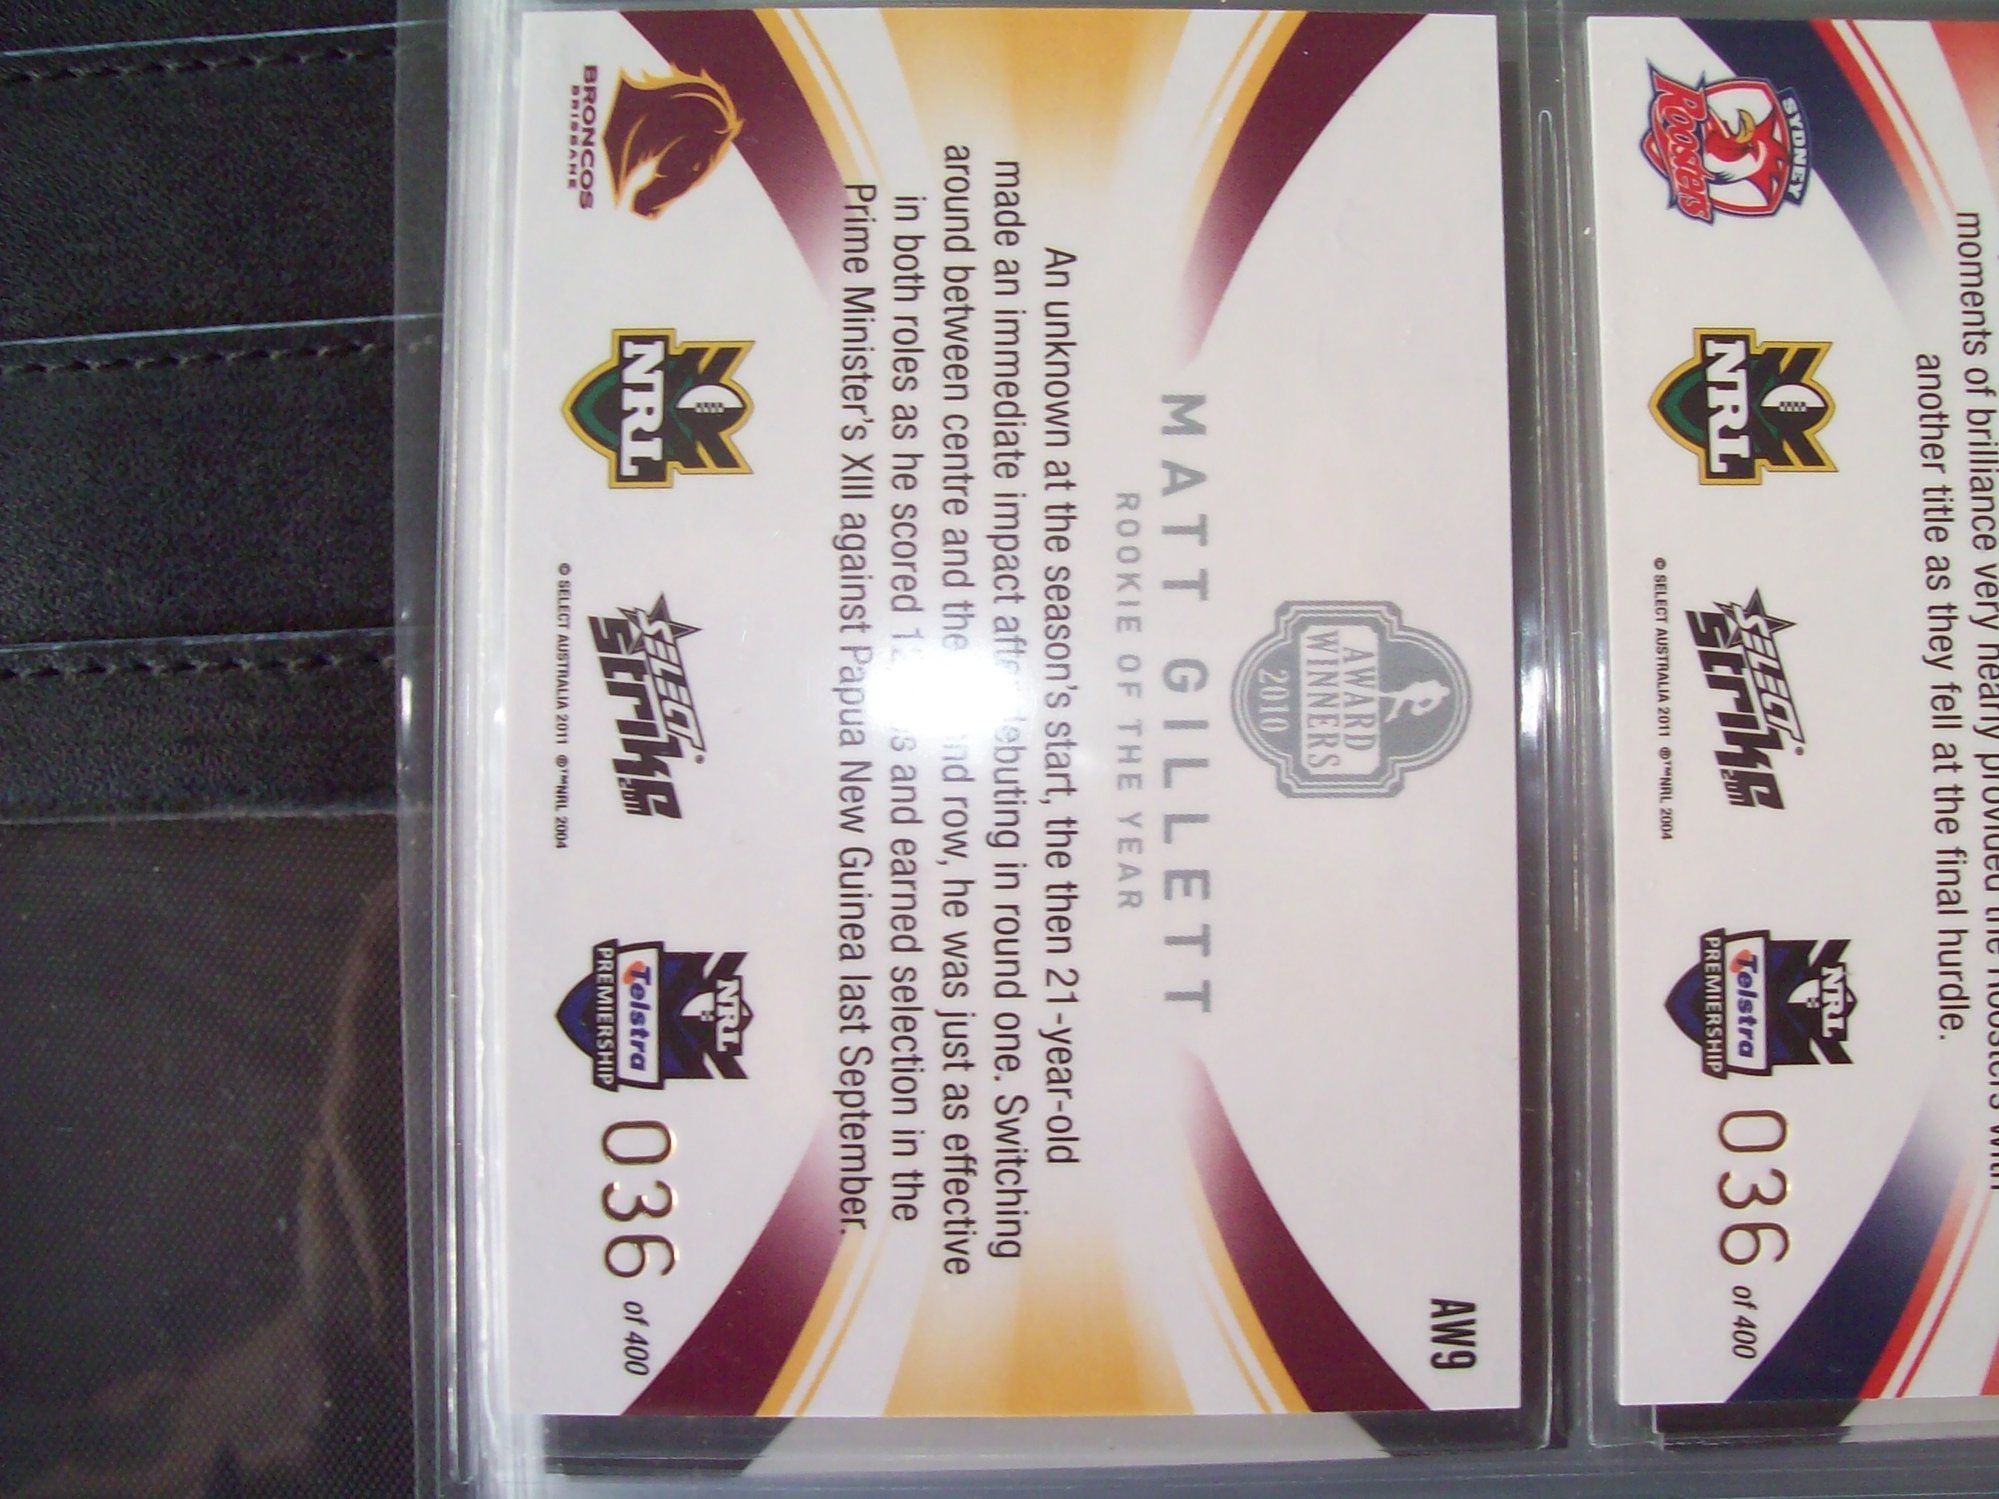 AW9
AWARD
WINNERS
2010
MATT GILLETT
ROOKIE OF THE YEAR
An unknown at the season's start, the then 21-year-old
made an immediate impact after debuting in round one. Switching
around between centre and the row, he was just as effective
in both roles as he scored and earned selection in the
Prime Minister's XIII against Papua New Guinea last September.
BRONCOS
BRISBANE
NRL
SELECT
STRIKE
2011
NRL
Telstra
PREMIERSHIP
036 of 400
© SELECT AUSTRALIA 2011 ®™NRL 2004
moments of brilliance very nearly provided the Roosters with
another title as they fell at the final hurdle.
SYDNEY
Roosters
NRL
SELECT
STRIKE
2011
NRL
Telstra
PREMIERSHIP
036 of 400
© SELECT AUSTRALIA 2011 ®™NRL 2004